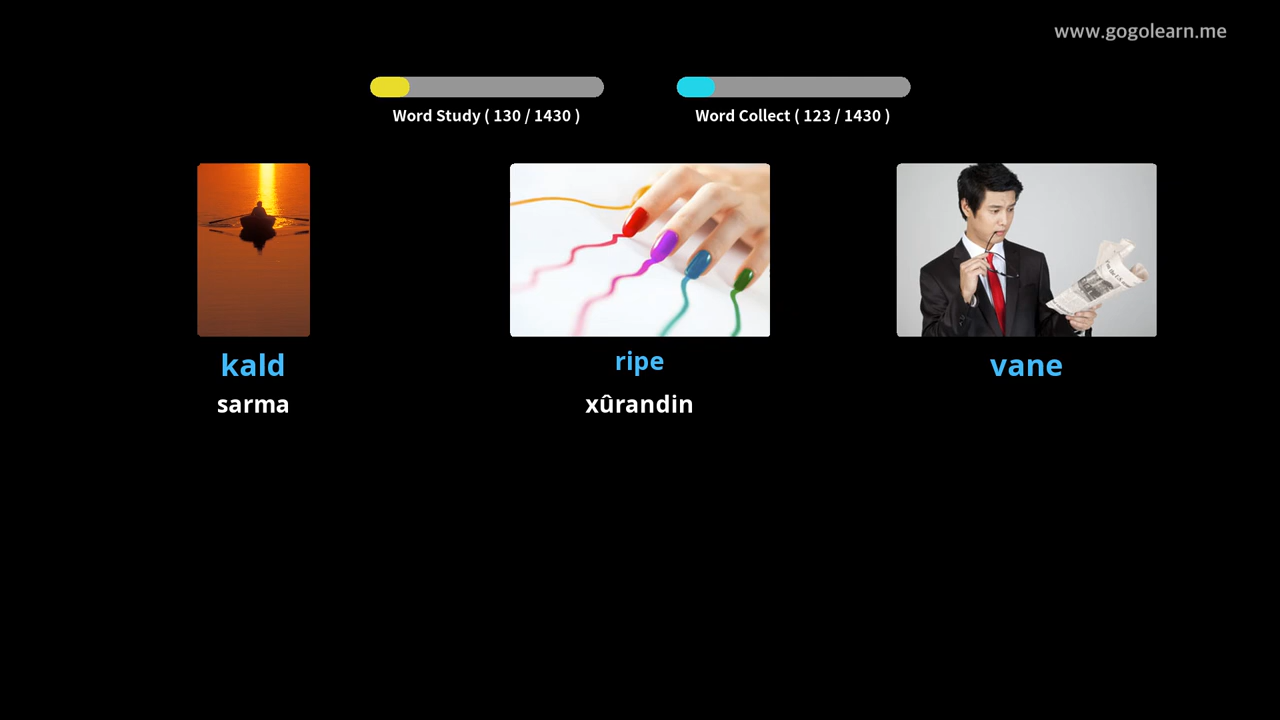 www.gogolearn.me
Word Study ( 130 / 1430 )
Word Collect ( 123 / 1430 )
kald
ripe
vane
sarma
xûrandin